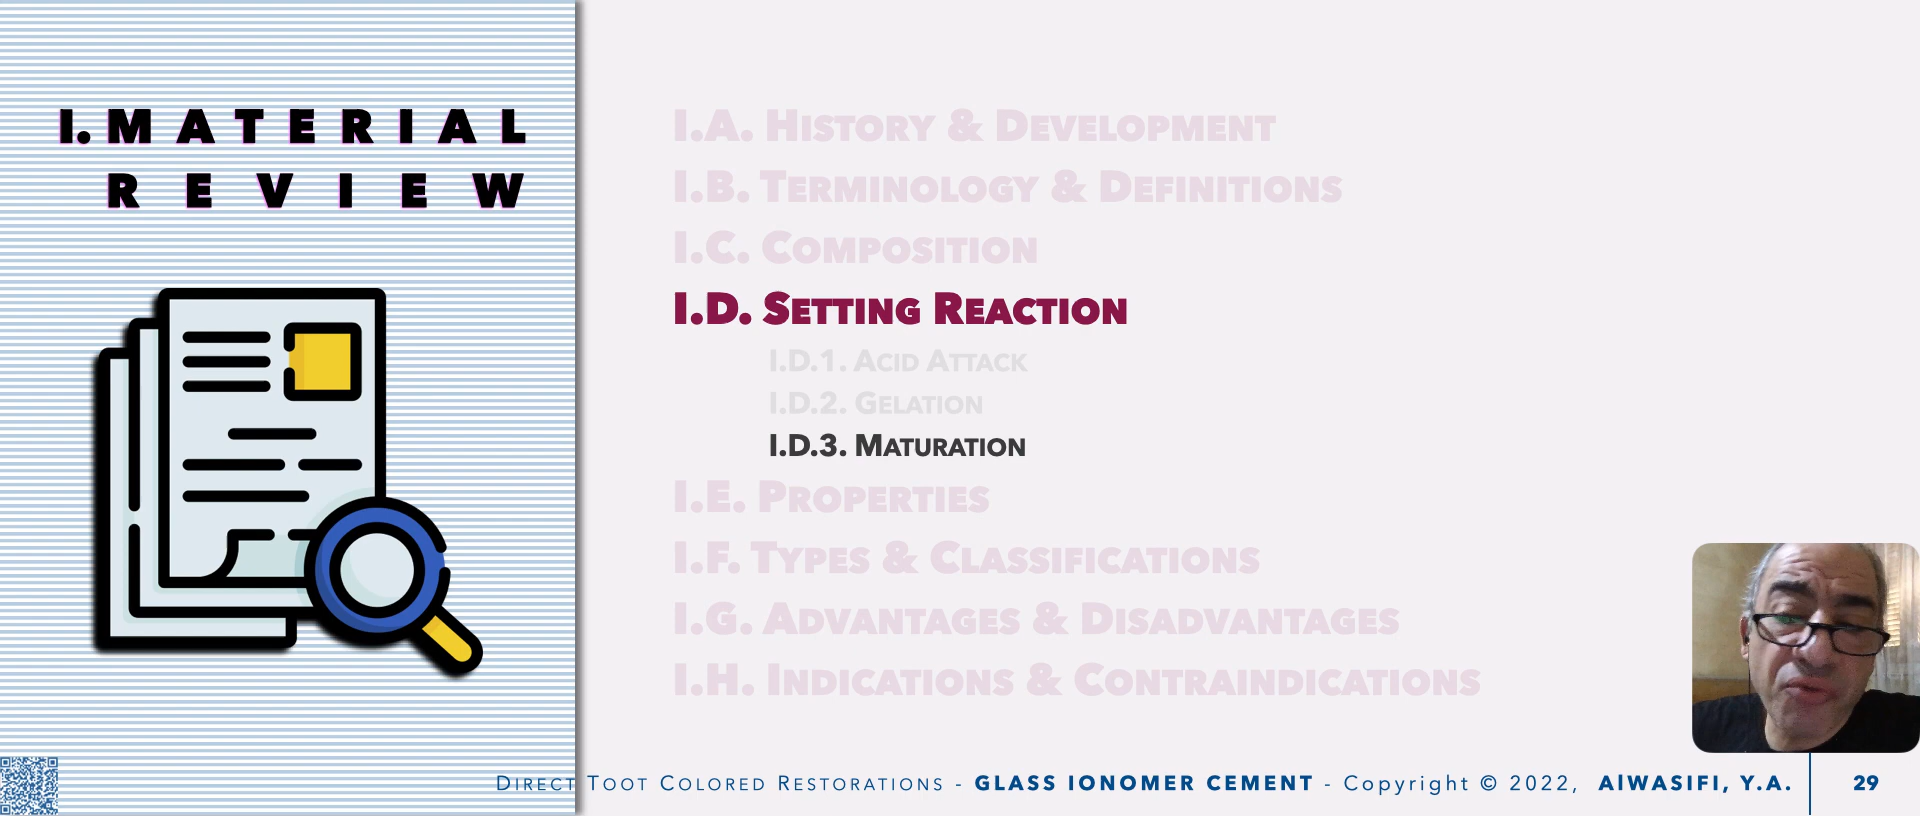 I. MATERIAL
REVIEW
I.A. HISTORY & DEVELOPMENT
I.B. TERMINOLOGY & DEFINITIONS
I.C. COMPOSITION
I.D. SETTING REACTION
I.D.1. ACID ATTACK
I.D.2. GELATION
I.D.3. MATURATION
I.E. PROPERTIES
I.F. TYPES & CLASSIFICATIONS
I.G. ADVANTAGES & DISADVANTAGES
I.H. INDICATIONS & CONTRAINDICATIONS
DIRECT TOOT COLORED RESTORATIONS - GLASS IONOMER CEMENT - Copyright © 2022, AlWASIFI, Y.A. 29